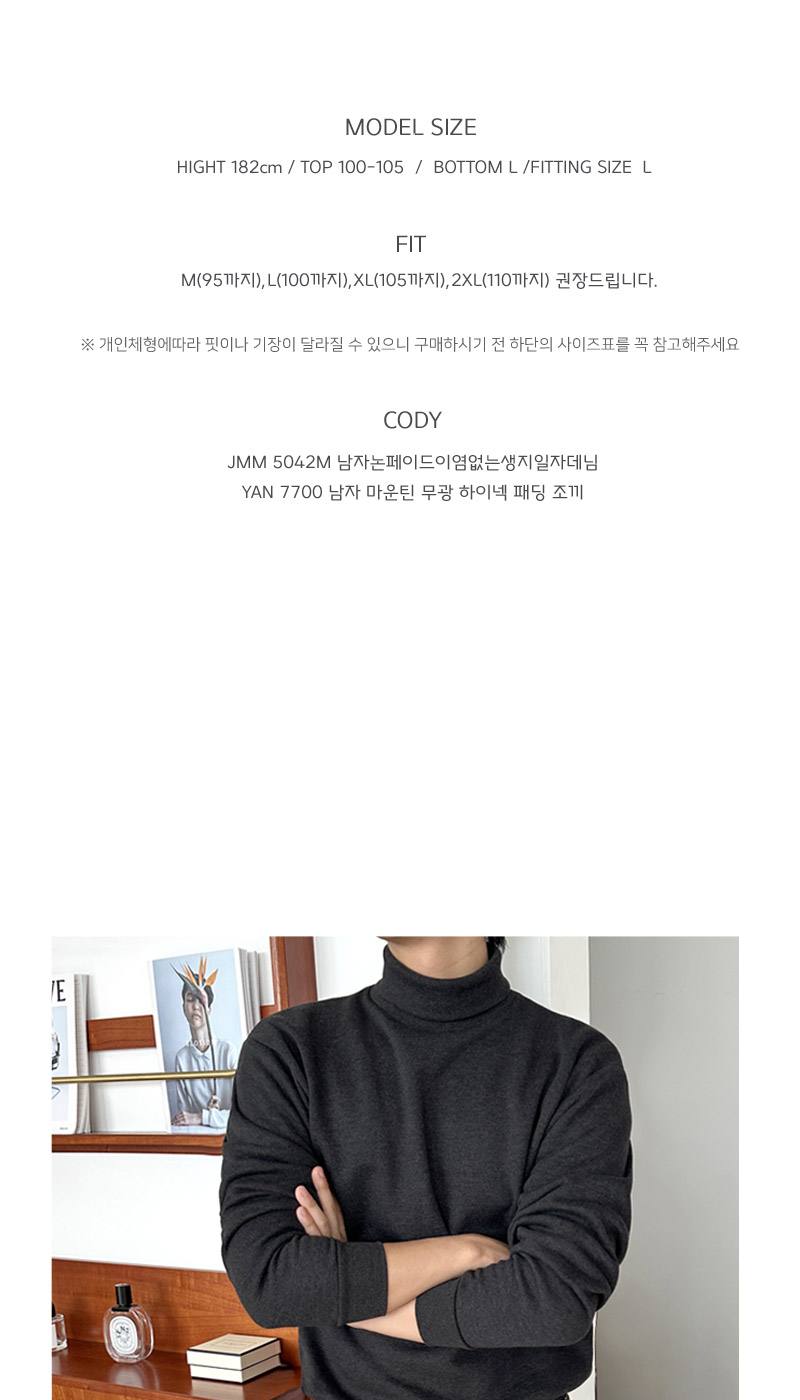 MODEL SIZE
HIGHT 182cm / TOP 100-105 / BOTTOM L /FITTING SIZE L
FIT
M(95까지),L(100까지),XL(105까지),2XL(110까지) 권장드립니다.
※ 개인체형에따라 핏이나 기장이 달라질 수 있으니 구매하시기 전 하단의 사이즈표를 꼭 참고해주세요
CODY
JMM 5042M 남자논페이드이염없는생지일자데님
YAN 7700 남자 마운틴 무광 하이넥 패딩 조끼